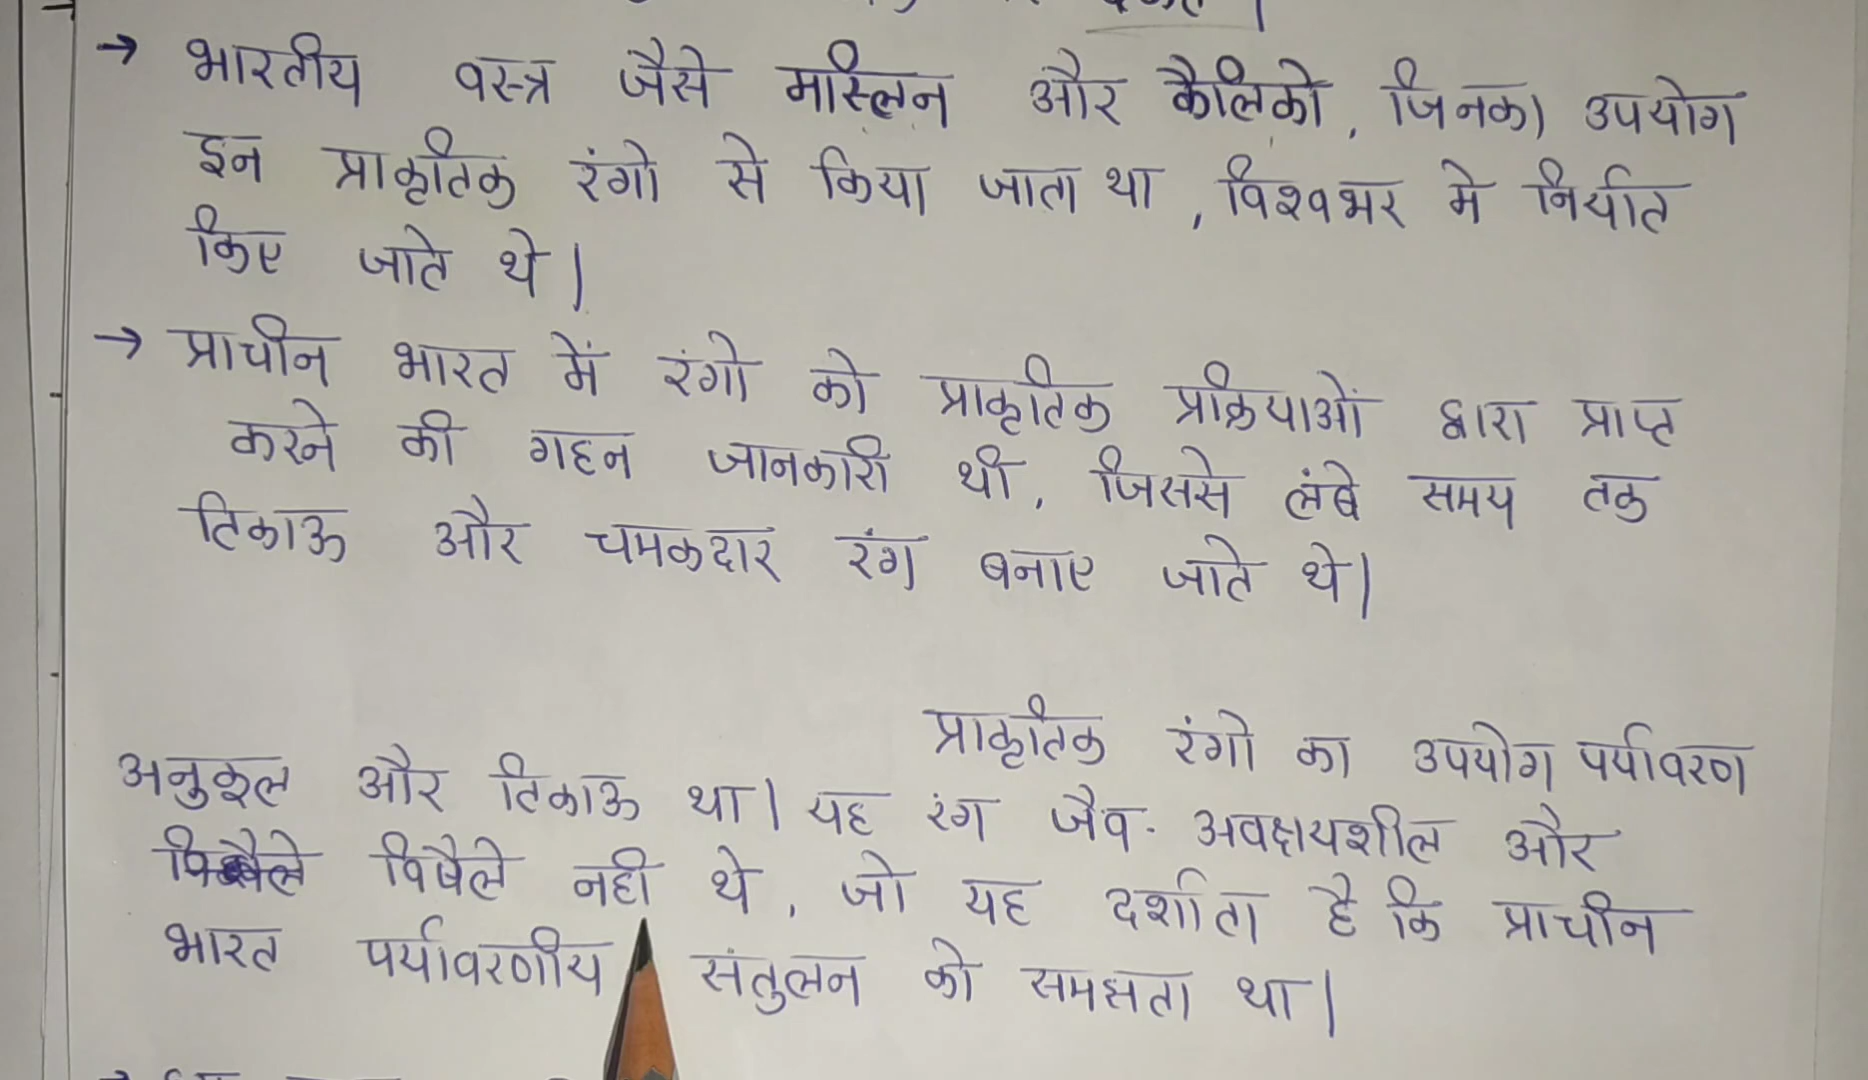 → भारतीय वस्त्र जैसे मस्लिन और कैलिको, जिनका उपयोग
इन प्राकृतिक रंगो से किया जाता था, विश्वभर मे निर्यात
किए जाते थे।
→ प्राचीन भारत में रंगो को प्राकृतिक प्रक्रियाओं द्वारा प्राप्त
करने की गहन जानकारी थी, जिससे लंबे समय तक
टिकाऊ और चमकदार रंग बनाए जाते थे।
प्राकृतिक रंगो का उपयोग पर्यावरण
अनुकूल और टिकाऊ था। यह रंग जैव- अवक्षयशील और
विषैले नही थे, जो यह दर्शाता है कि प्राचीन
भारत पर्यावरणीय संतुलन को समझता था।